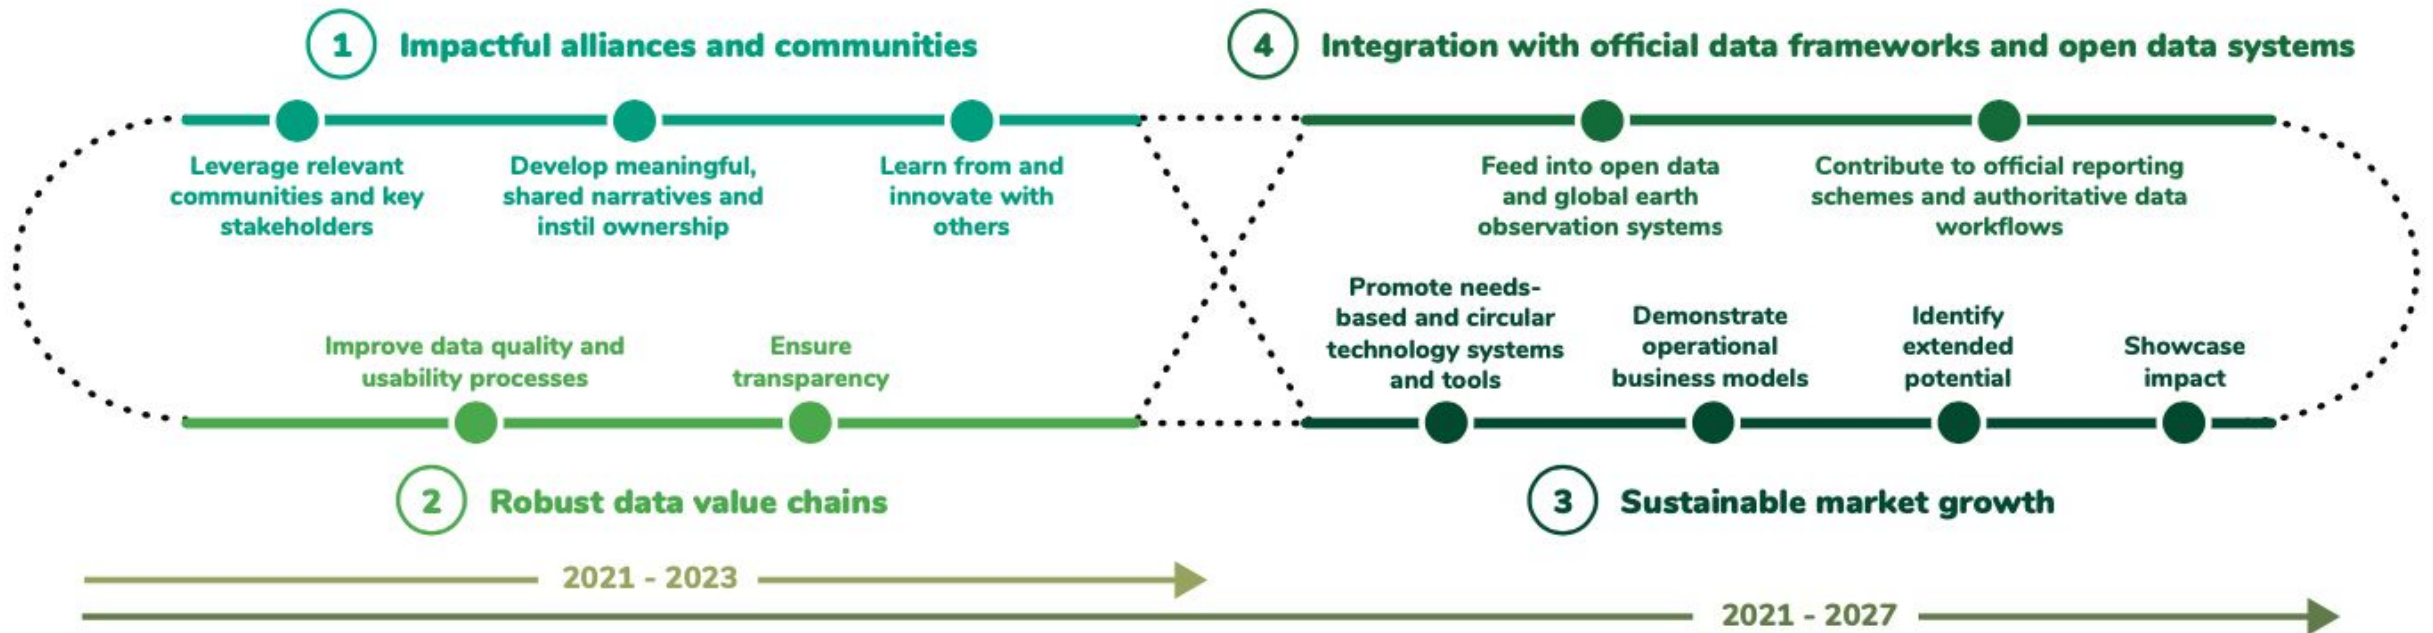 1 Impactful alliances and communities
Leverage relevant
communities and key
stakeholders
Develop meaningful,
shared narratives and
instil ownership
Learn from and
innovate with
others
4 Integration with official data frameworks and open data systems
Feed into open data
and global earth
observation systems
Contribute to official reporting
schemes and authoritative data
workflows
Improve data quality and
usability processes
Ensure
transparency
2 Robust data value chains
Promote needs-
based and circular
technology systems
and tools
Demonstrate
operational
business models
Identify
extended
potential
Showcase
impact
3 Sustainable market growth
2021 - 2023
2021 - 2027